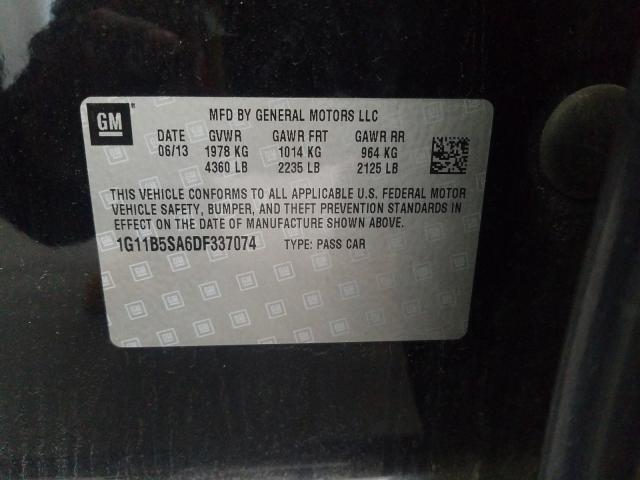 GM
MFD BY GENERAL MOTORS LLC
DATE GVWR GAWR FRT GAWR RR
06/13 1978 KG 1014 KG 964 KG
4360 LB 2235 LB 2125 LB
THIS VEHICLE CONFORMS TO ALL APPLICABLE U.S. FEDERAL MOTOR
VEHICLE SAFETY, BUMPER, AND THEFT PREVENTION STANDARDS IN
EFFECT ON THE DATE OF MANUFACTURE SHOWN ABOVE.
1G11B5SA6DF337074 TYPE: PASS CAR